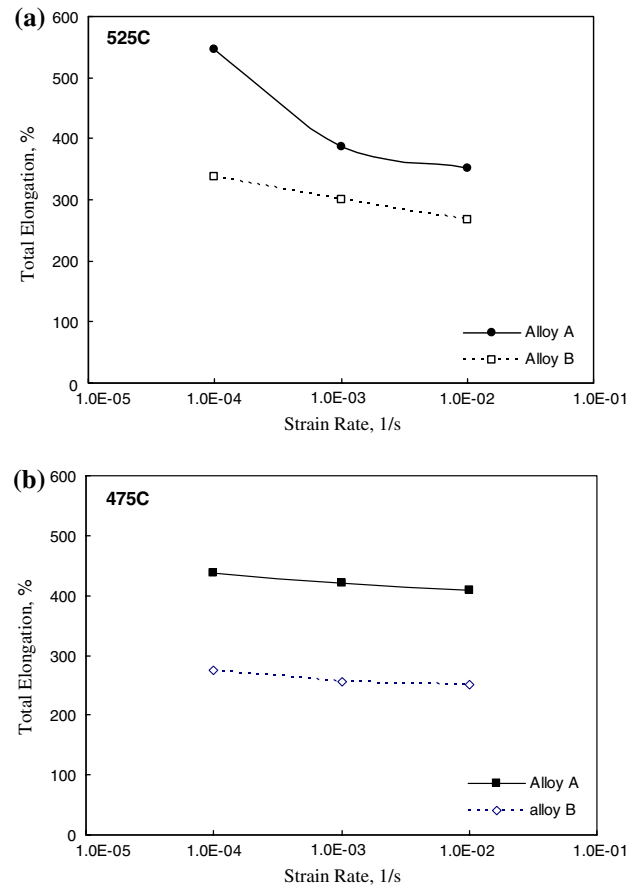 (a)
600
525C
500
400
300
200
100
0
Total Elongation, %
Alloy A
Alloy B
1.0E-05 1.0E-04 1.0E-03 1.0E-02 1.0E-01
Strain Rate, 1/s
(b)
600
475C
500
400
300
200
100
0
Total Elongation, %
Alloy A
alloy B
1.0E-05 1.0E-04 1.0E-03 1.0E-02 1.0E-01
Strain Rate, 1/s